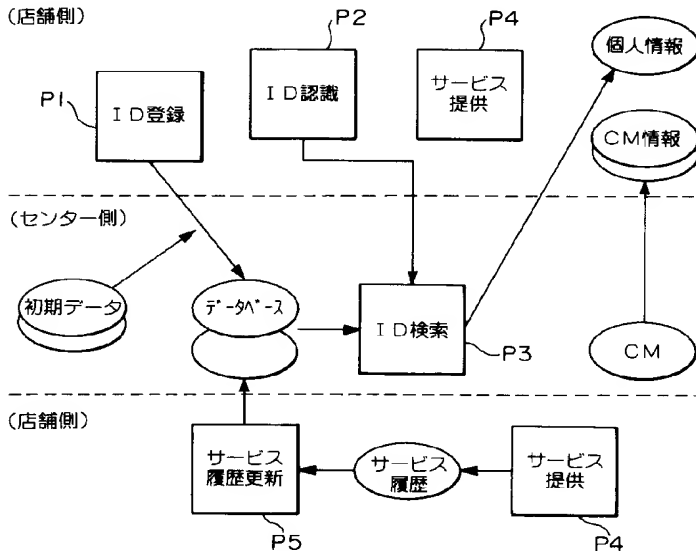 (店舗側)
P1
ID登録
P2
ID認識
P4
サービス
提供
個人情報
CM情報
(センター側)
初期データ
データベース
ID検索
P3
CM
(店舗側)
サービス
履歴更新
P5
サービス
履歴
サービス
提供
P4